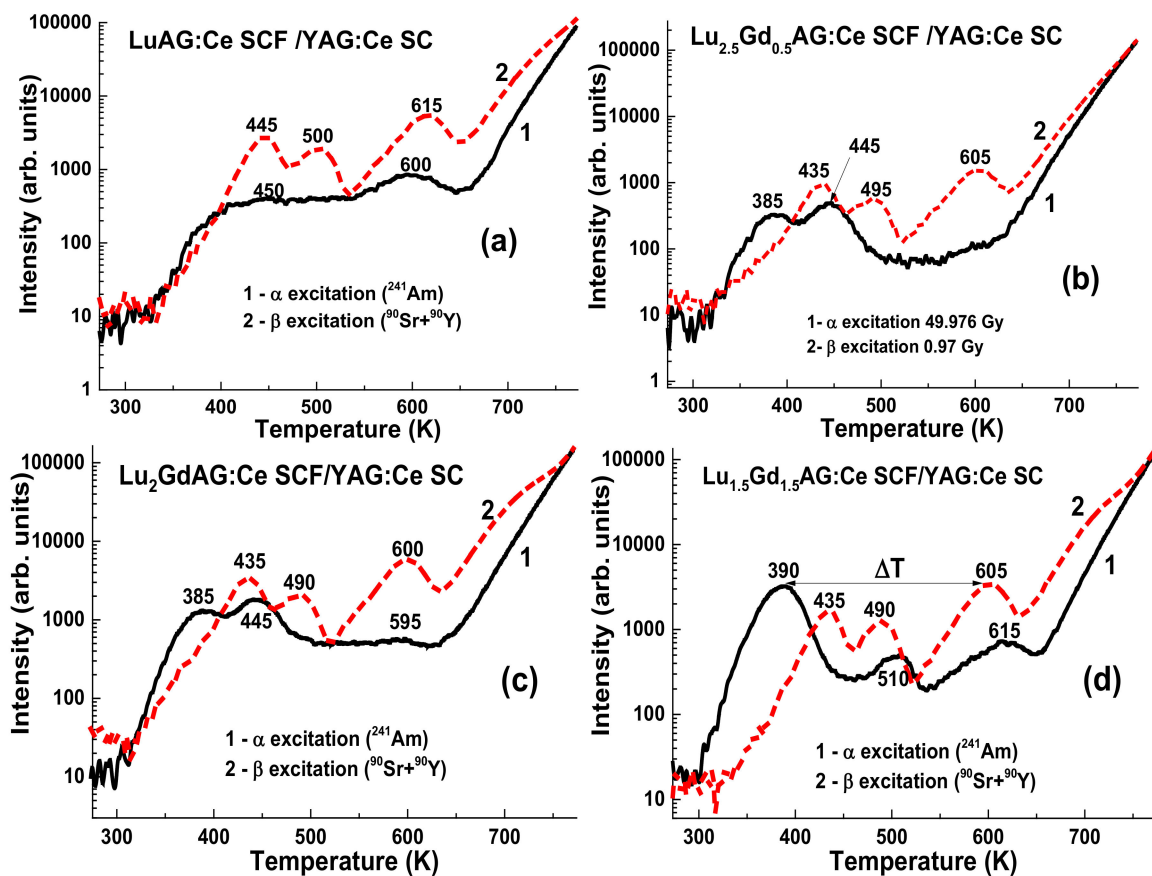 LuAG:Ce SCF /YAG:Ce SC
Intensity (arb. units)
100000
10000
1000
100
10
1
445
500
615
450
600
2
1
(a)
1 - α excitation (²⁴¹Am)
2 - β excitation (⁹⁰Sr+⁹⁰Y)
300 400 500 600 700
Temperature (K)
Lu₂.₅Gd₀.₅AG:Ce SCF /YAG:Ce SC
Intensity (arb. units)
100000
10000
1000
100
10
1
385
435
445
495
605
2
1
(b)
1- α excitation 49.976 Gy
2- β excitation 0.97 Gy
300 400 500 600 700
Temperature (K)
Lu₂GdAG:Ce SCF/YAG:Ce SC
Intensity (arb. units)
100000
10000
1000
100
10
385
435
445
490
600
595
2
1
(c)
1 - α excitation (²⁴¹Am)
2 - β excitation (⁹⁰Sr+⁹⁰Y)
300 400 500 600 700
Temperature (K)
Lu₁.₅Gd₁.₅AG:Ce SCF/YAG:Ce SC
Intensity (arb. units)
100000
10000
1000
100
10
390
ΔT
435
490
605
510
615
2
1
(d)
1 - α excitation (²⁴¹Am)
2 - β excitation (⁹⁰Sr+⁹⁰Y)
300 400 500 600 700
Temperature (K)